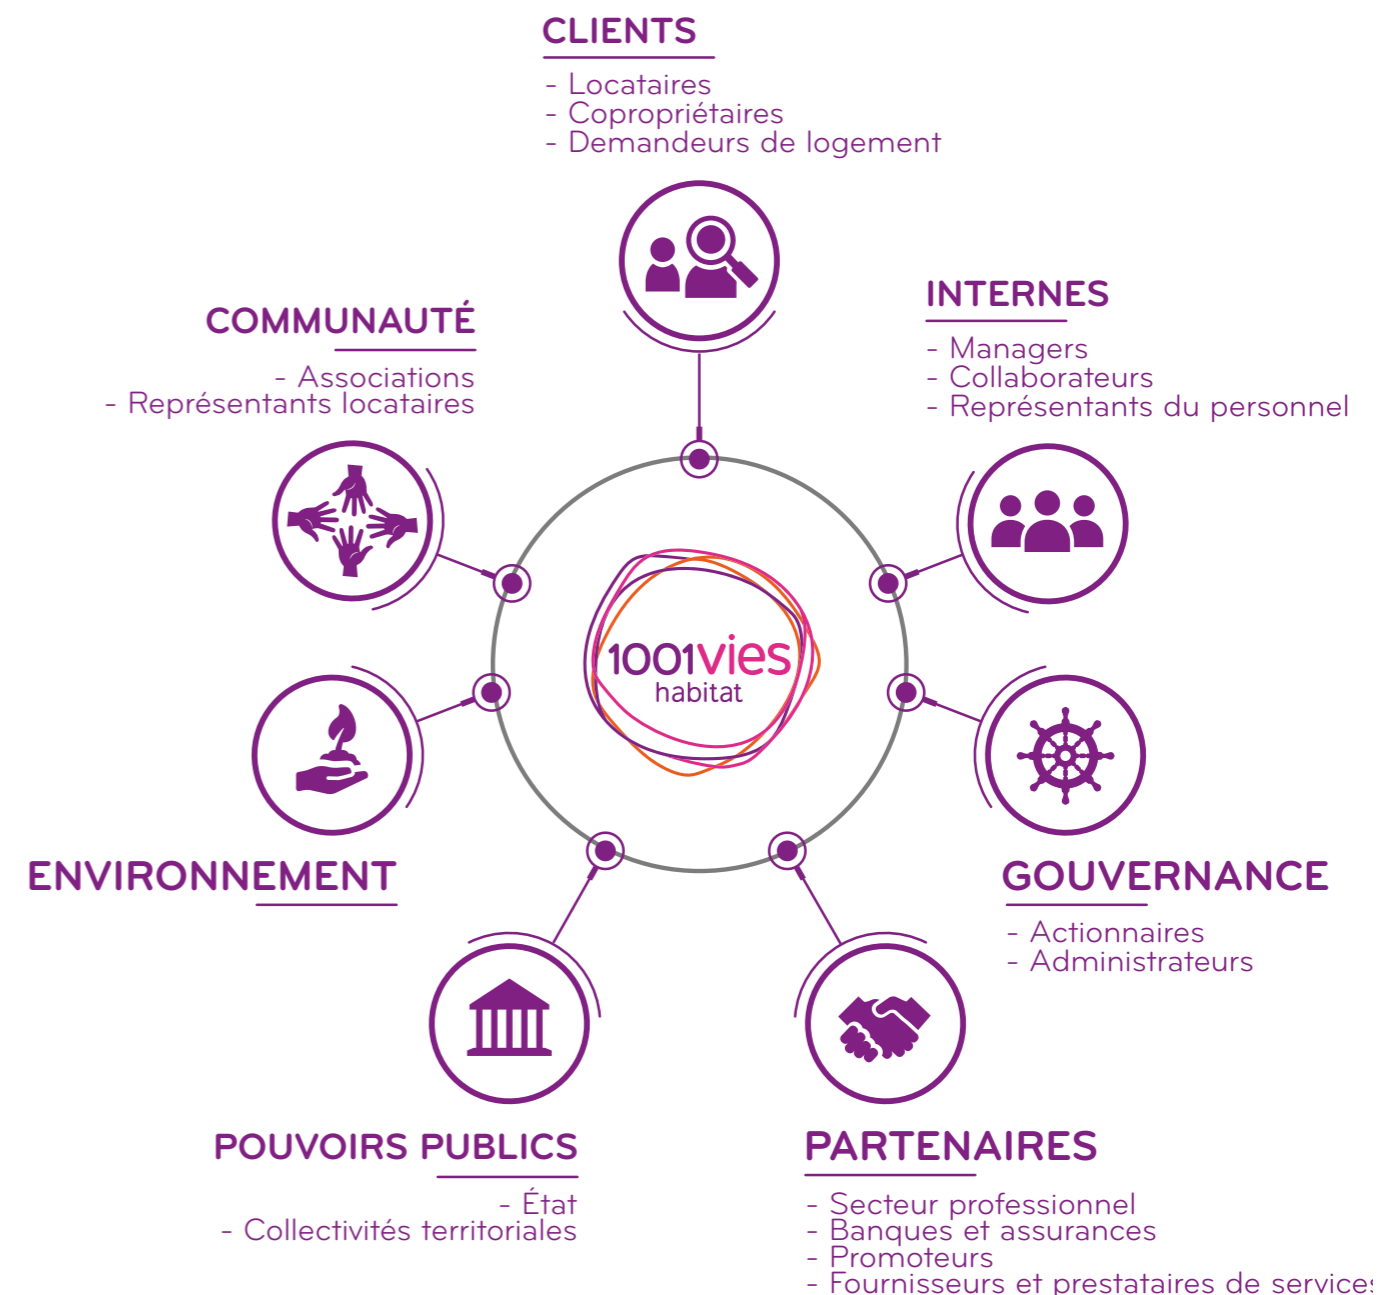 CLIENTS
- Locataires
- Copropriétaires
- Demandeurs de logement
INTERNES
- Managers
- Collaborateurs
- Représentants du personnel
COMMUNAUTÉ
- Associations
- Représentants locataires
1001vies
habitat
ENVIRONNEMENT
GOUVERNANCE
- Actionnaires
- Administrateurs
POUVOIRS PUBLICS
- État
- Collectivités territoriales
PARTENAIRES
- Secteur professionnel
- Banques et assurances
- Promoteurs
- Fournisseurs et prestataires de services